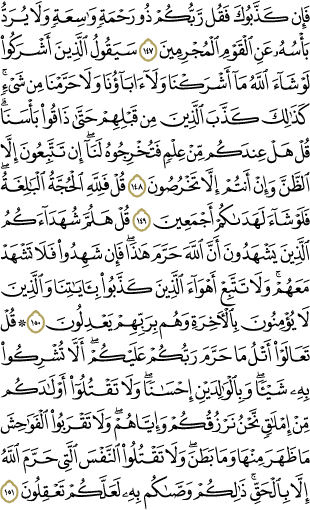 فَإِن كَذَّبُوكَ فَقُل رَّبُّكُمْ ذُو رَحْمَةٍ وَاسِعَةٍ وَلَا يُرَدُّ
بَأْسُهُۥ عَنِ ٱلْقَوْمِ ٱلْمُجْرِمِينَ ١٤٧ سَيَقُولُ ٱلَّذِينَ أَشْرَكُوا۟
لَوْ شَآءَ ٱللَّهُ مَآ أَشْرَكْنَا وَلَآ ءَابَآؤُنَا وَلَا حَرَّمْنَا مِن شَىْءٍۚ
كَذَٰلِكَ كَذَّبَ ٱلَّذِينَ مِن قَبْلِهِمْ حَتَّىٰ ذَاقُوا۟ بَأْسَنَاۗ
قُلْ هَلْ عِندَكُم مِّنْ عِلْمٍ فَتُخْرِجُوهُ لَنَآۖ إِن تَتَّبِعُونَ إِلَّا
ٱلظَّنَّ وَإِنْ أَنتُمْ إِلَّا تَخْرُصُونَ ١٤٨ قُلْ فَلِلَّهِ ٱلْحُجَّةُ ٱلْبَٰلِغَةُۖ
فَلَوْ شَآءَ لَهَدَىٰكُمْ أَجْمَعِينَ ١٤٩ قُلْ هَلُمَّ شُهَدَآءَكُمُ
ٱلَّذِينَ يَشْهَدُونَ أَنَّ ٱللَّهَ حَرَّمَ هَٰذَاۖ فَإِن شَهِدُوا۟ فَلَا تَشْهَدْ
مَعَهُمْۚ وَلَا تَتَّبِعْ أَهْوَآءَ ٱلَّذِينَ كَذَّبُوا۟ بِـَٔايَٰتِنَا وَٱلَّذِينَ
لَا يُؤْمِنُونَ بِٱلْـَٔاخِرَةِ وَهُم بِرَبِّهِمْ يَعْدِلُونَ ١٥٠ ۞ قُلْ
تَعَالَوْا۟ أَتْلُ مَا حَرَّمَ رَبُّكُمْ عَلَيْكُمْۖ أَلَّا تُشْرِكُوا۟
بِهِۦ شَيْـًٔاۖ وَبِٱلْوَٰلِدَيْنِ إِحْسَٰنًاۖ وَلَا تَقْتُلُوٓا۟ أَوْلَٰدَكُم
مِّنْ إِمْلَٰقٍۖ نَّحْنُ نَرْزُقُكُمْ وَإِيَّاهُمْۖ وَلَا تَقْرَبُوا۟ ٱلْفَوَٰحِشَ
مَا ظَهَرَ مِنْهَا وَمَا بَطَنَۖ وَلَا تَقْتُلُوا۟ ٱلنَّفْسَ ٱلَّتِى حَرَّمَ ٱللَّهُ
إِلَّا بِٱلْحَقِّۚ ذَٰلِكُمْ وَصَّىٰكُم بِهِۦ لَعَلَّكُمْ تَعْقِلُونَ ١٥١